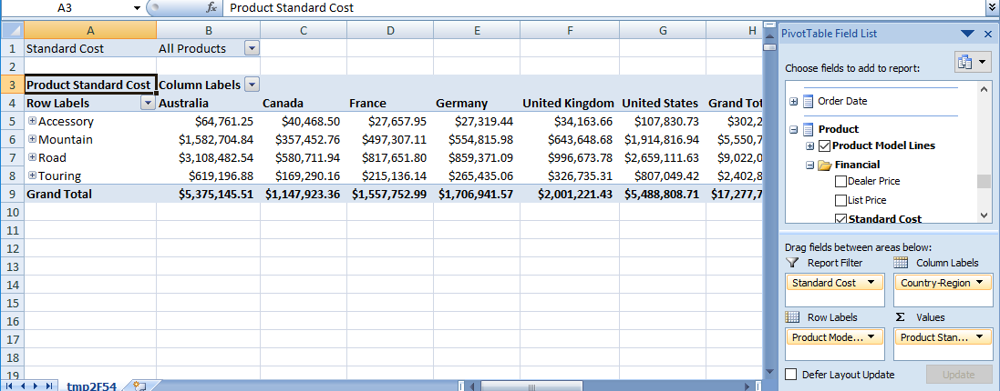 A3 fx Product Standard Cost
A B C D E F G H
1 Standard Cost All Products
2
3 Product Standard Cost Column Labels
4 Row Labels Australia Canada France Germany United Kingdom United States Grand Tot
5 Accessory $64,761.25 $40,468.50 $27,657.95 $27,319.44 $34,163.66 $107,830.73 $302,2
6 Mountain $1,582,704.84 $357,452.76 $497,307.11 $554,815.98 $643,648.68 $1,914,816.94 $5,550,7
7 Road $3,108,482.54 $580,711.94 $817,651.80 $859,371.09 $996,673.78 $2,659,111.63 $9,022,0
8 Touring $619,196.88 $169,290.16 $215,136.14 $265,435.06 $326,735.31 $807,049.42 $2,402,8
9 Grand Total $5,375,145.51 $1,147,923.36 $1,557,752.99 $1,706,941.57 $2,001,221.43 $5,488,808.71 $17,277,7
10
11
12
13
14
15
16
17
18
19
tmp2F54
PivotTable Field List
Choose fields to add to report:
Order Date
Product
Product Model Lines
Financial
Dealer Price
List Price
Standard Cost
Drag fields between areas below:
Report Filter Column Labels
Standard Cost Country-Region
Row Labels Σ Values
Product Mode... Product Stan...
Defer Layout Update Update